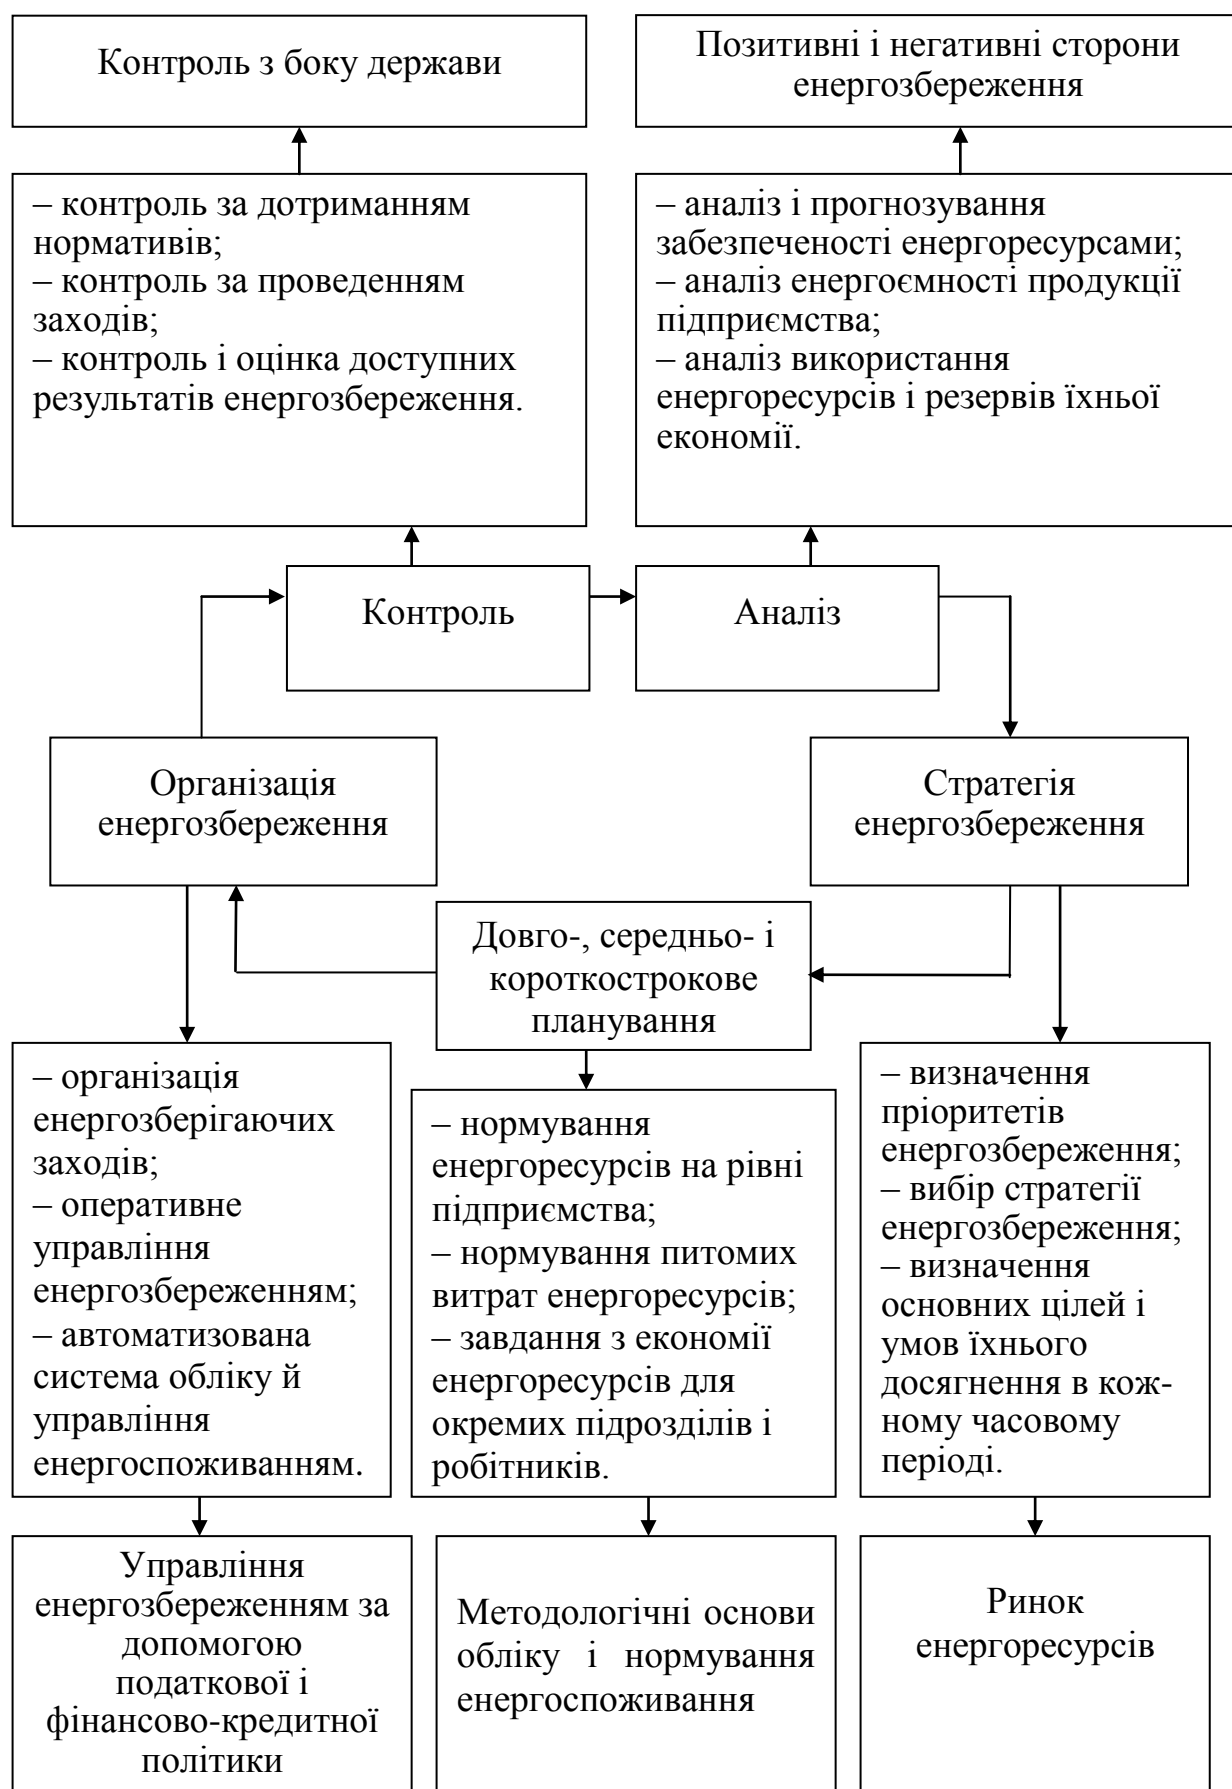 Контроль з боку держави
Позитивні і негативні сторони
енергозбереження
– контроль за дотриманням
нормативів;
– контроль за проведенням
заходів;
– контроль і оцінка доступних
результатів енергозбереження.
– аналіз і прогнозування
забезпеченості енергоресурсами;
– аналіз енергоємності продукції
підприємства;
– аналіз використання
енергоресурсів і резервів їхньої
економії.
Контроль
Аналіз
Організація
енергозбереження
Стратегія
енергозбереження
Довго-, середньо- і
короткострокове
планування
– організація
енергозберігаючих
заходів;
– оперативне
управління
енергозбереженням;
– автоматизована
система обліку й
управління
енергоспоживанням.
– нормування
енергоресурсів на рівні
підприємства;
– нормування питомих
витрат енергоресурсів;
– завдання з економії
енергоресурсів для
окремих підрозділів і
робітників.
– визначення
пріоритетів
енергозбереження;
– вибір стратегії
енергозбереження;
– визначення
основних цілей і
умов їхнього
досягнення в кож-
ному часовому
періоді.
Управління
енергозбереженням за
допомогою
податкової і
фінансово-кредитної
політики
Методологічні основи
обліку і нормування
енергоспоживання
Ринок
енергоресурсів